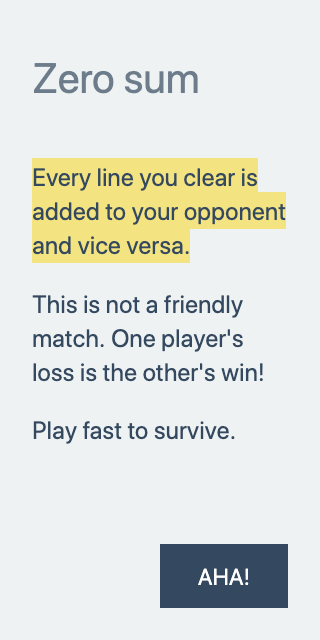 Zero sum
Every line you clear is
added to your opponent
and vice versa.
This is not a friendly
match. One player's
loss is the other's win!
Play fast to survive.
AHA!